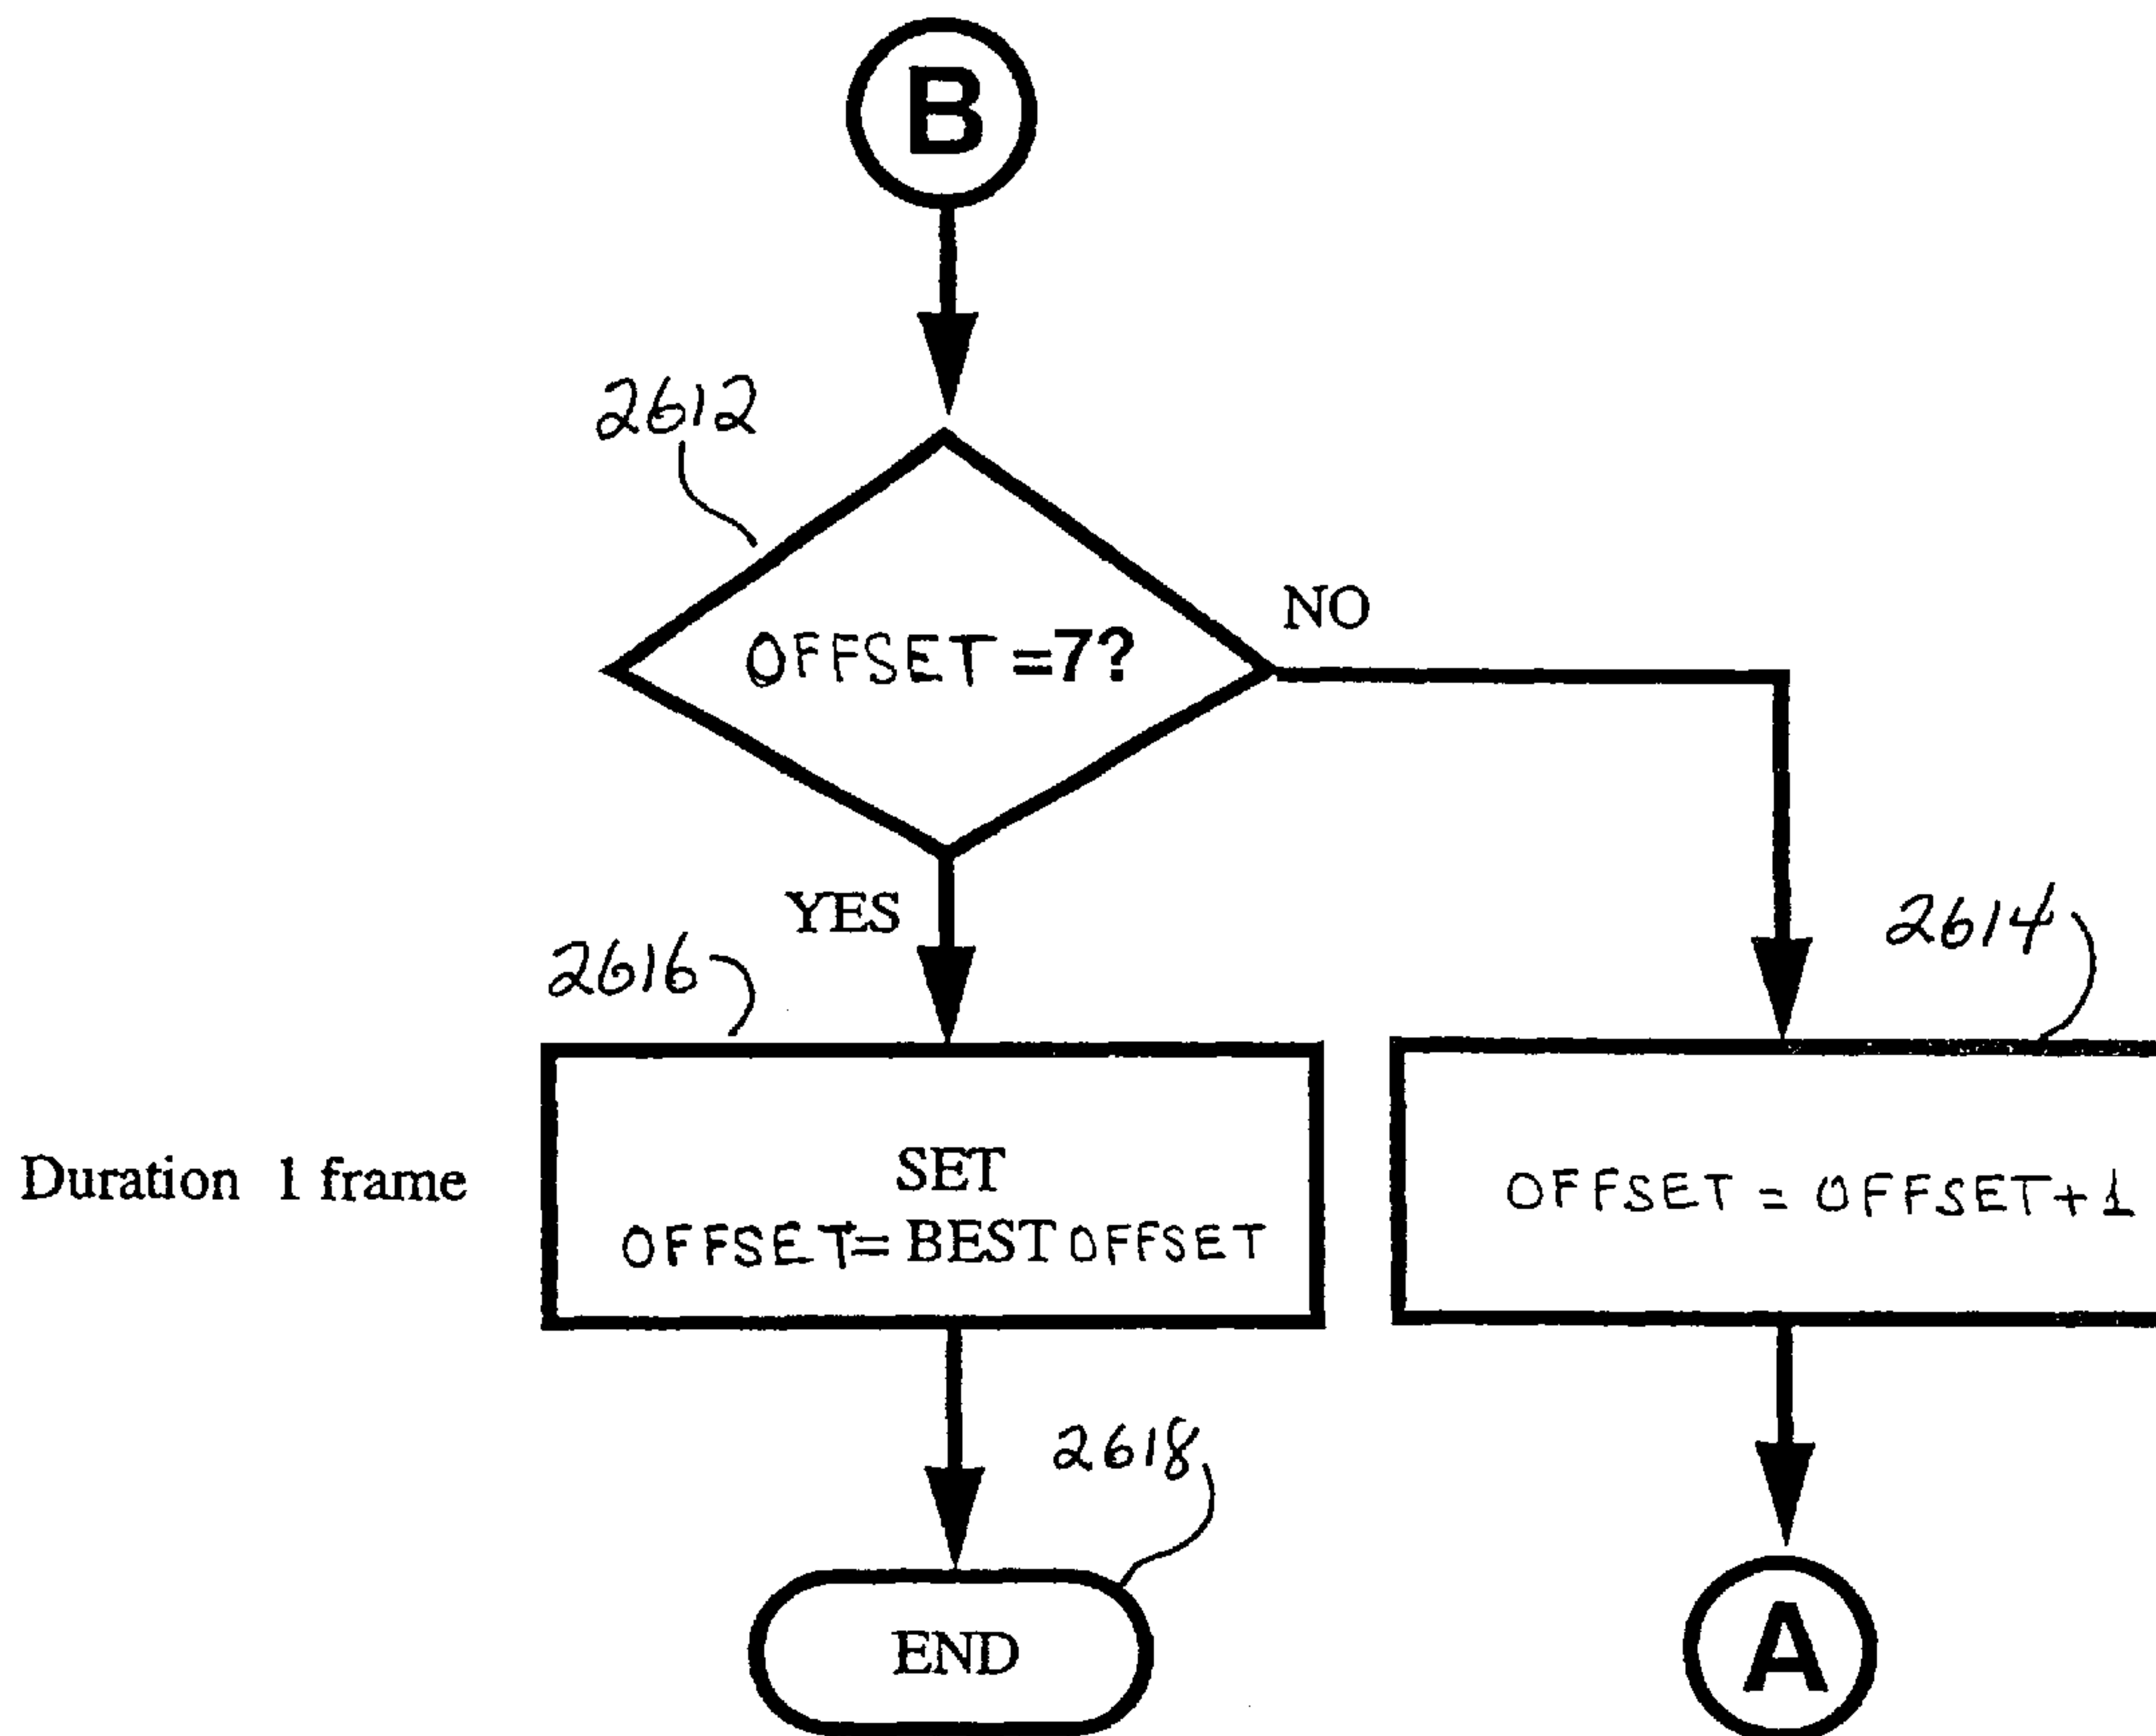 B
2612
OFFSET =7?
NO
YES
2616
2614
Duration 1 frame
SET
OFFSET= BEST OFFSET
OFFSET = OFFSET+1
2618
END
A